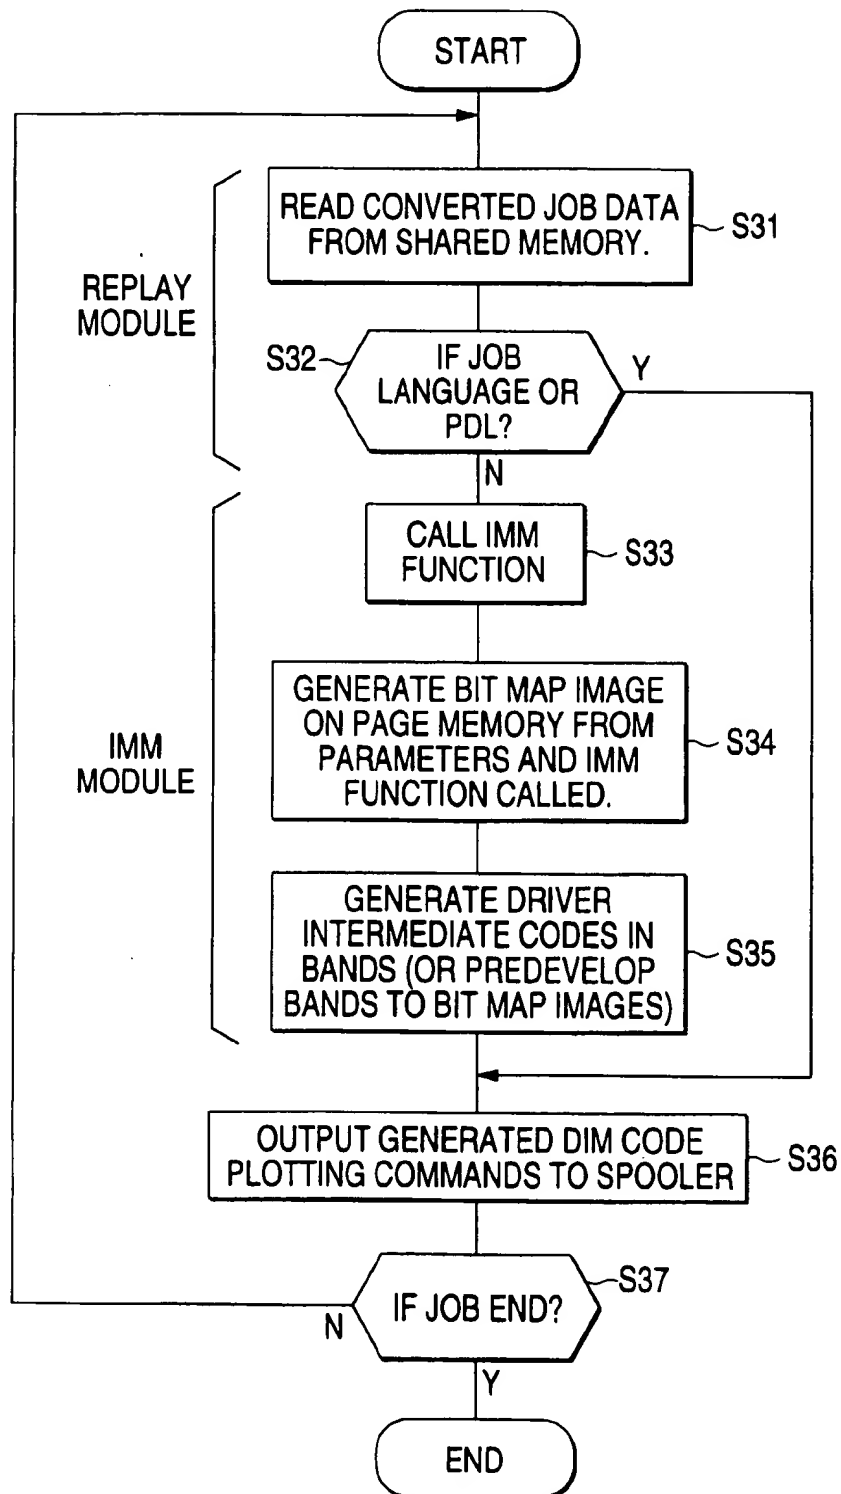 START
READ CONVERTED JOB DATA
FROM SHARED MEMORY.
S31
REPLAY
MODULE
S32
IF JOB
LANGUAGE OR
PDL?
Y
N
CALL IMM
FUNCTION
S33
GENERATE BIT MAP IMAGE
ON PAGE MEMORY FROM
PARAMETERS AND IMM
FUNCTION CALLED.
S34
IMM
MODULE
GENERATE DRIVER
INTERMEDIATE CODES IN
BANDS (OR PREDEVELOP
BANDS TO BIT MAP IMAGES)
S35
OUTPUT GENERATED DIM CODE
PLOTTING COMMANDS TO SPOOLER
S36
IF JOB END?
S37
N
Y
END